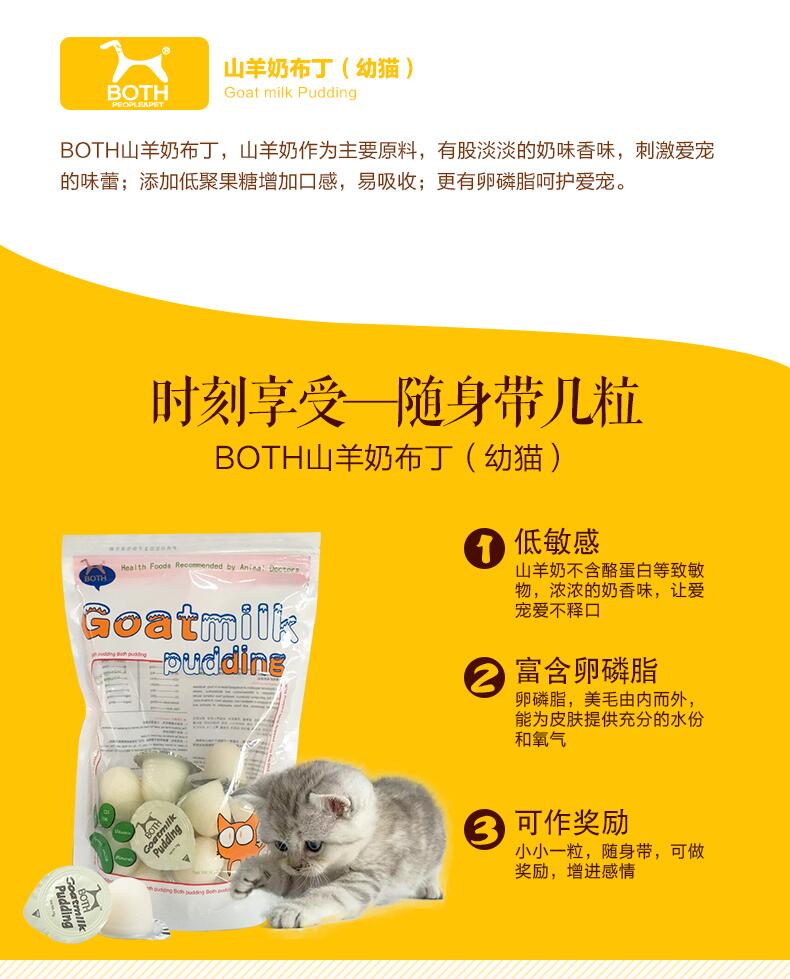 BOTH
PEOPLE&PET
®
山羊奶布丁（幼猫）
Goat milk Pudding
BOTH山羊奶布丁，山羊奶作为主要原料，有股淡淡的奶味香味，刺激爱宠
的味蕾；添加低聚果糖增加口感，易吸收；更有卵磷脂呵护爱宠。
时刻享受—随身带几粒
BOTH山羊奶布丁（幼猫）
BOTH
Health Foods Recommended by Animal Doctors
Goatmilk
pudding
BOTH
Goatmilk
Pudding
BOTH
Goatmilk
Pudding
1 低敏感
山羊奶不含酪蛋白等致敏
物，浓浓的奶香味，让爱
宠爱不释口
2 富含卵磷脂
卵磷脂，美毛由内而外，
能为皮肤提供充分的水份
和氧气
3 可作奖励
小小一粒，随身带，可做
奖励，增进感情